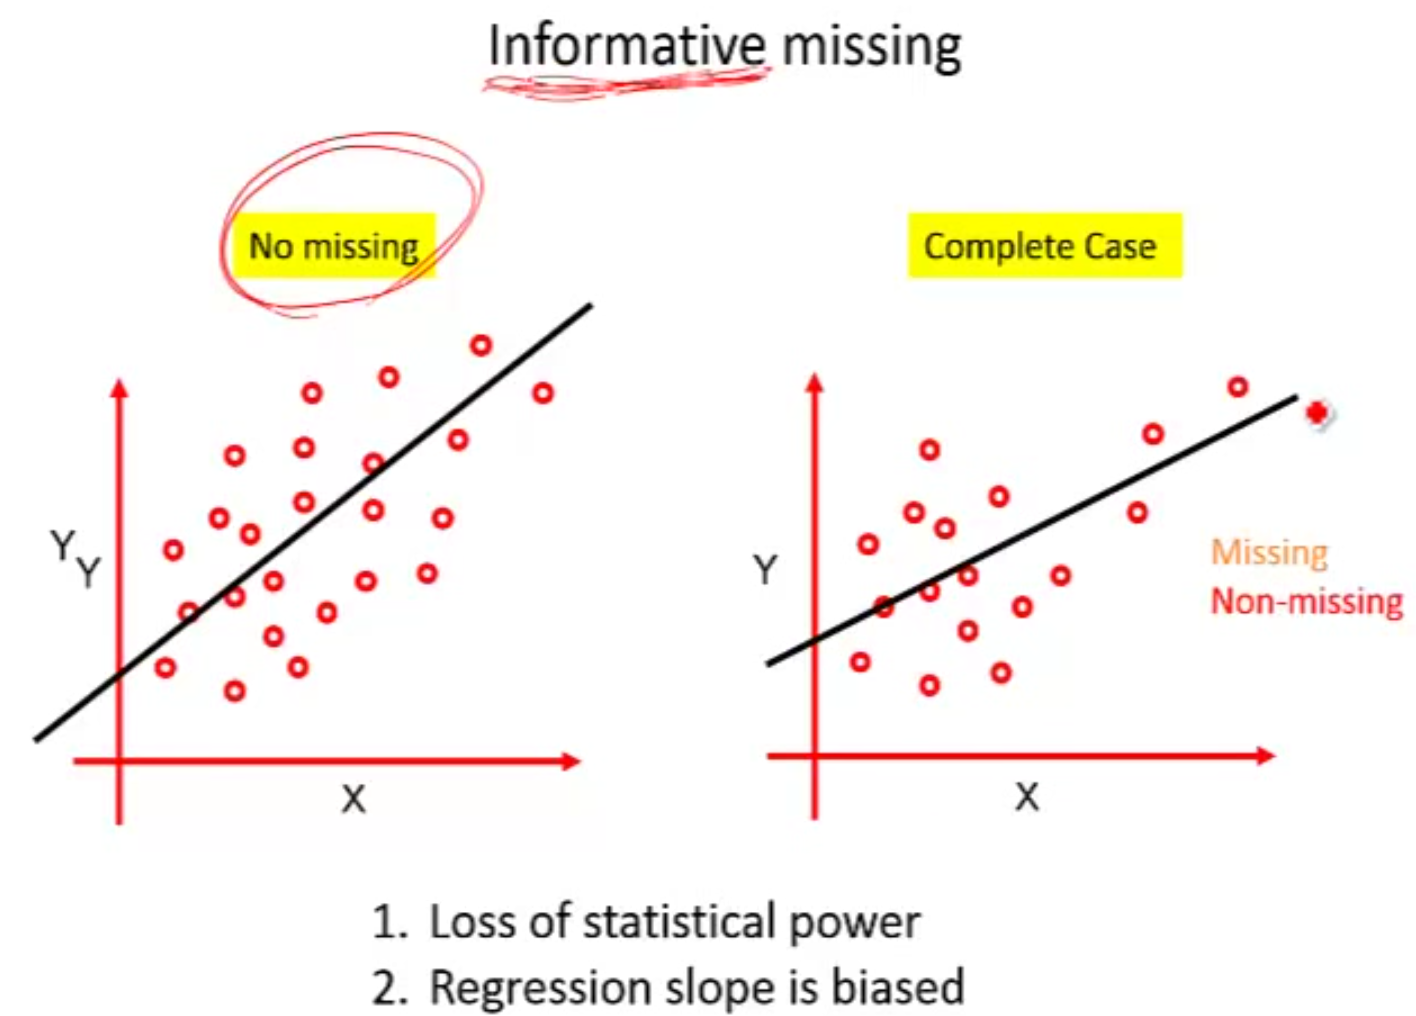 Informative missing
No missing
Complete Case
Y
Y
X
Y
X
Missing
Non-missing
1. Loss of statistical power
2. Regression slope is biased